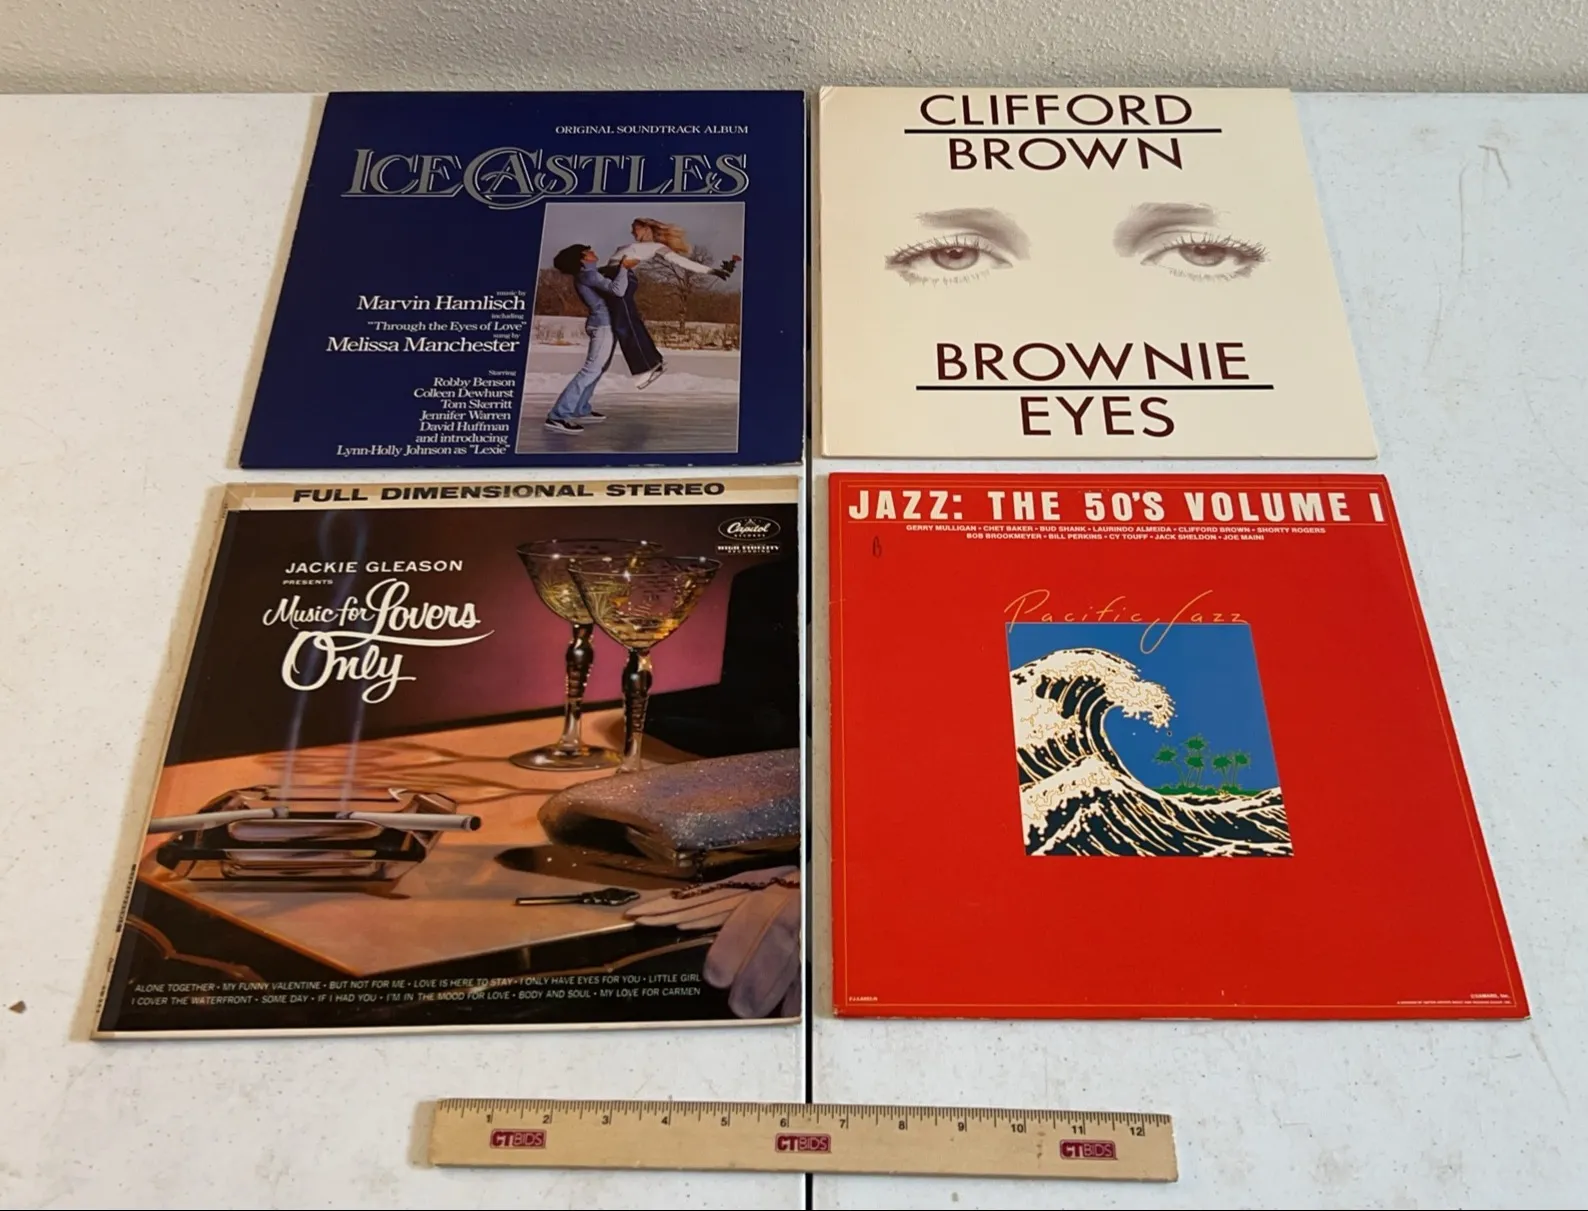 ORIGINAL SOUNDTRACK ALBUM
ICE CASTLES
music by
Marvin Hamlisch
including
"Through the Eyes of Love"
sung by
Melissa Manchester
Starring
Robby Benson
Colleen Dewhurst
Tom Skerritt
Jennifer Warren
David Huffman
and introducing
Lynn-Holly Johnson as "Lexie"
CLIFFORD
BROWN
BROWNIE
EYES
FULL DIMENSIONAL STEREO
Capitol
RECORDS
HIGH FIDELITY
RECORDING
JACKIE GLEASON
PRESENTS
Music for Lovers
Only
ALONE TOGETHER • MY FUNNY VALENTINE • BUT NOT FOR ME • LOVE IS HERE TO STAY • I ONLY HAVE EYES FOR YOU • LITTLE GIRL
I COVER THE WATERFRONT • SOME DAY • IF I HAD YOU • I'M IN THE MOOD FOR LOVE • BODY AND SOUL • MY LOVE FOR CARMEN
JAZZ: THE 50'S VOLUME I
GERRY MULLIGAN • CHET BAKER • BUD SHANK • LAURINDO ALMEIDA • CLIFFORD BROWN • SHORTY ROGERS
BOB BROOKMEYER • BILL PERKINS • CY TOUFF • JACK SHELDON • JOE MAINI
B
Pacific Jazz
1 2 3 4 5 6 7 8 9 10 11 12
CTBIDS CTBIDS CTBIDS